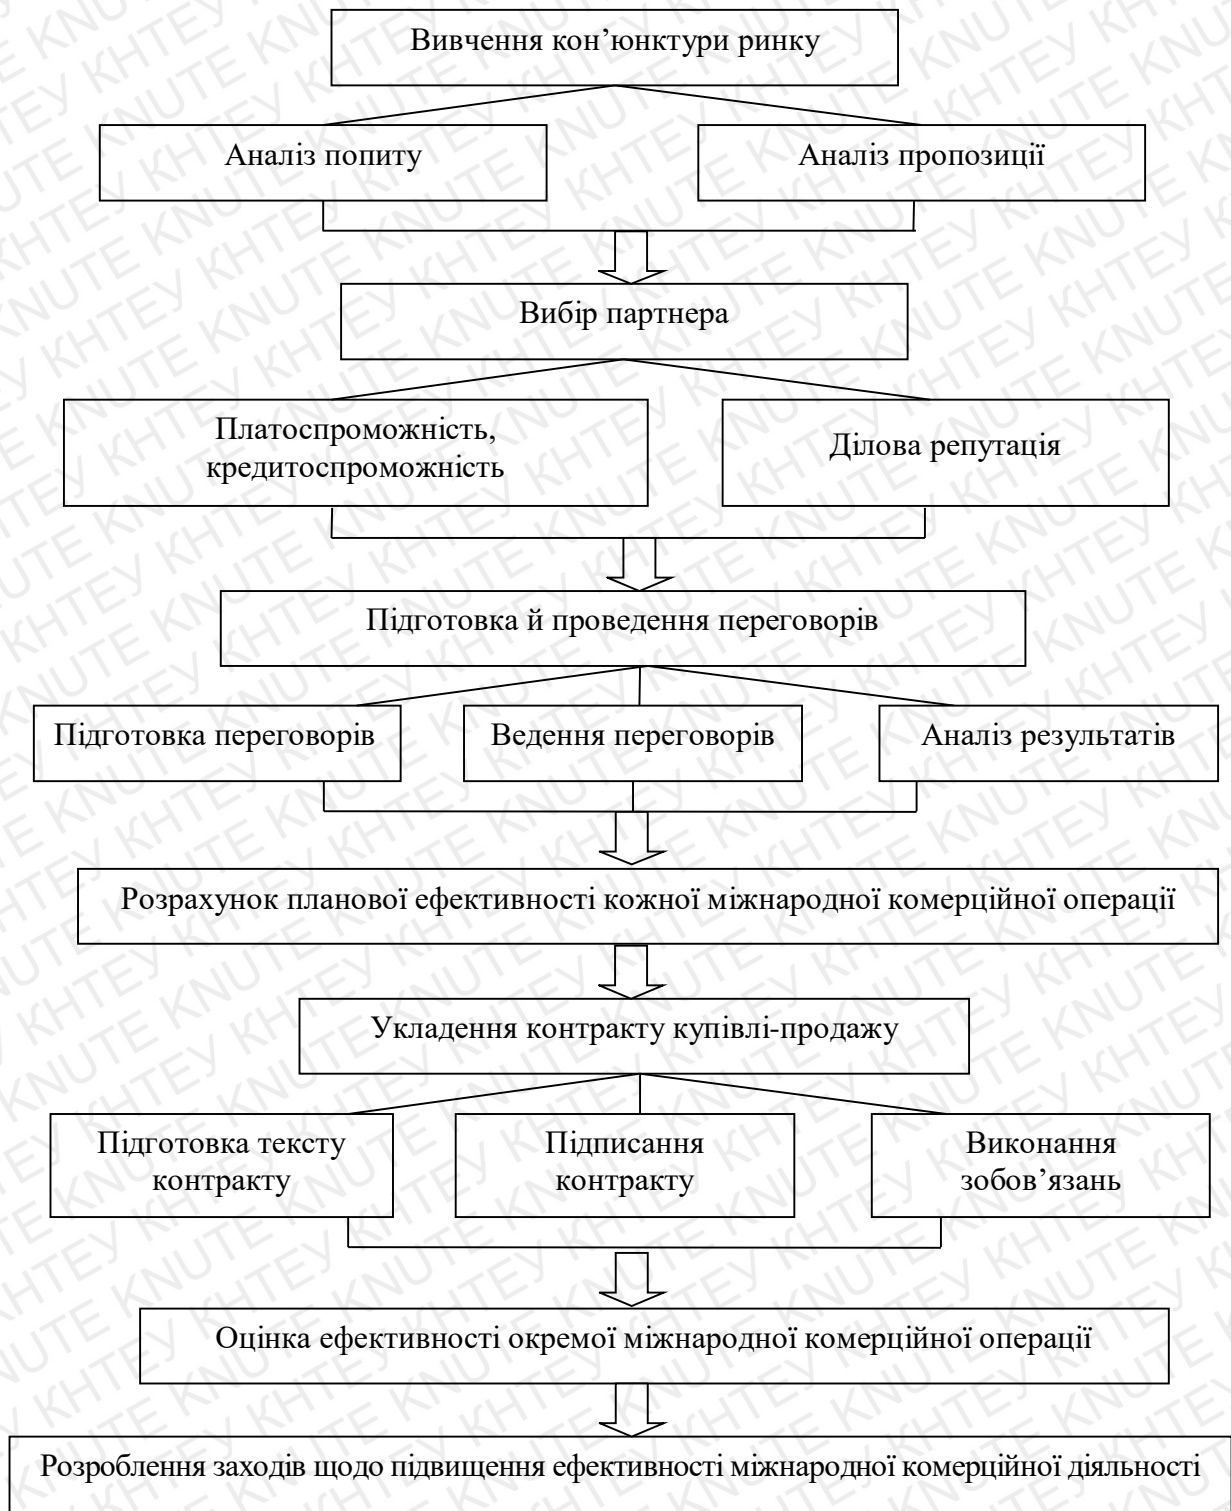 Вивчення кон’юнктури ринку
Аналіз попиту
Аналіз пропозиції
Вибір партнера
Платоспроможність,
кредитоспроможність
Ділова репутація
Підготовка й проведення переговорів
Підготовка переговорів
Ведення переговорів
Аналіз результатів
Розрахунок планової ефективності кожної міжнародної комерційної операції
Укладення контракту купівлі-продажу
Підготовка тексту
контракту
Підписання
контракту
Виконання
зобов’язань
Оцінка ефективності окремої міжнародної комерційної операції
Розроблення заходів щодо підвищення ефективності міжнародної комерційної діяльності
KNUTE КНТЕУ